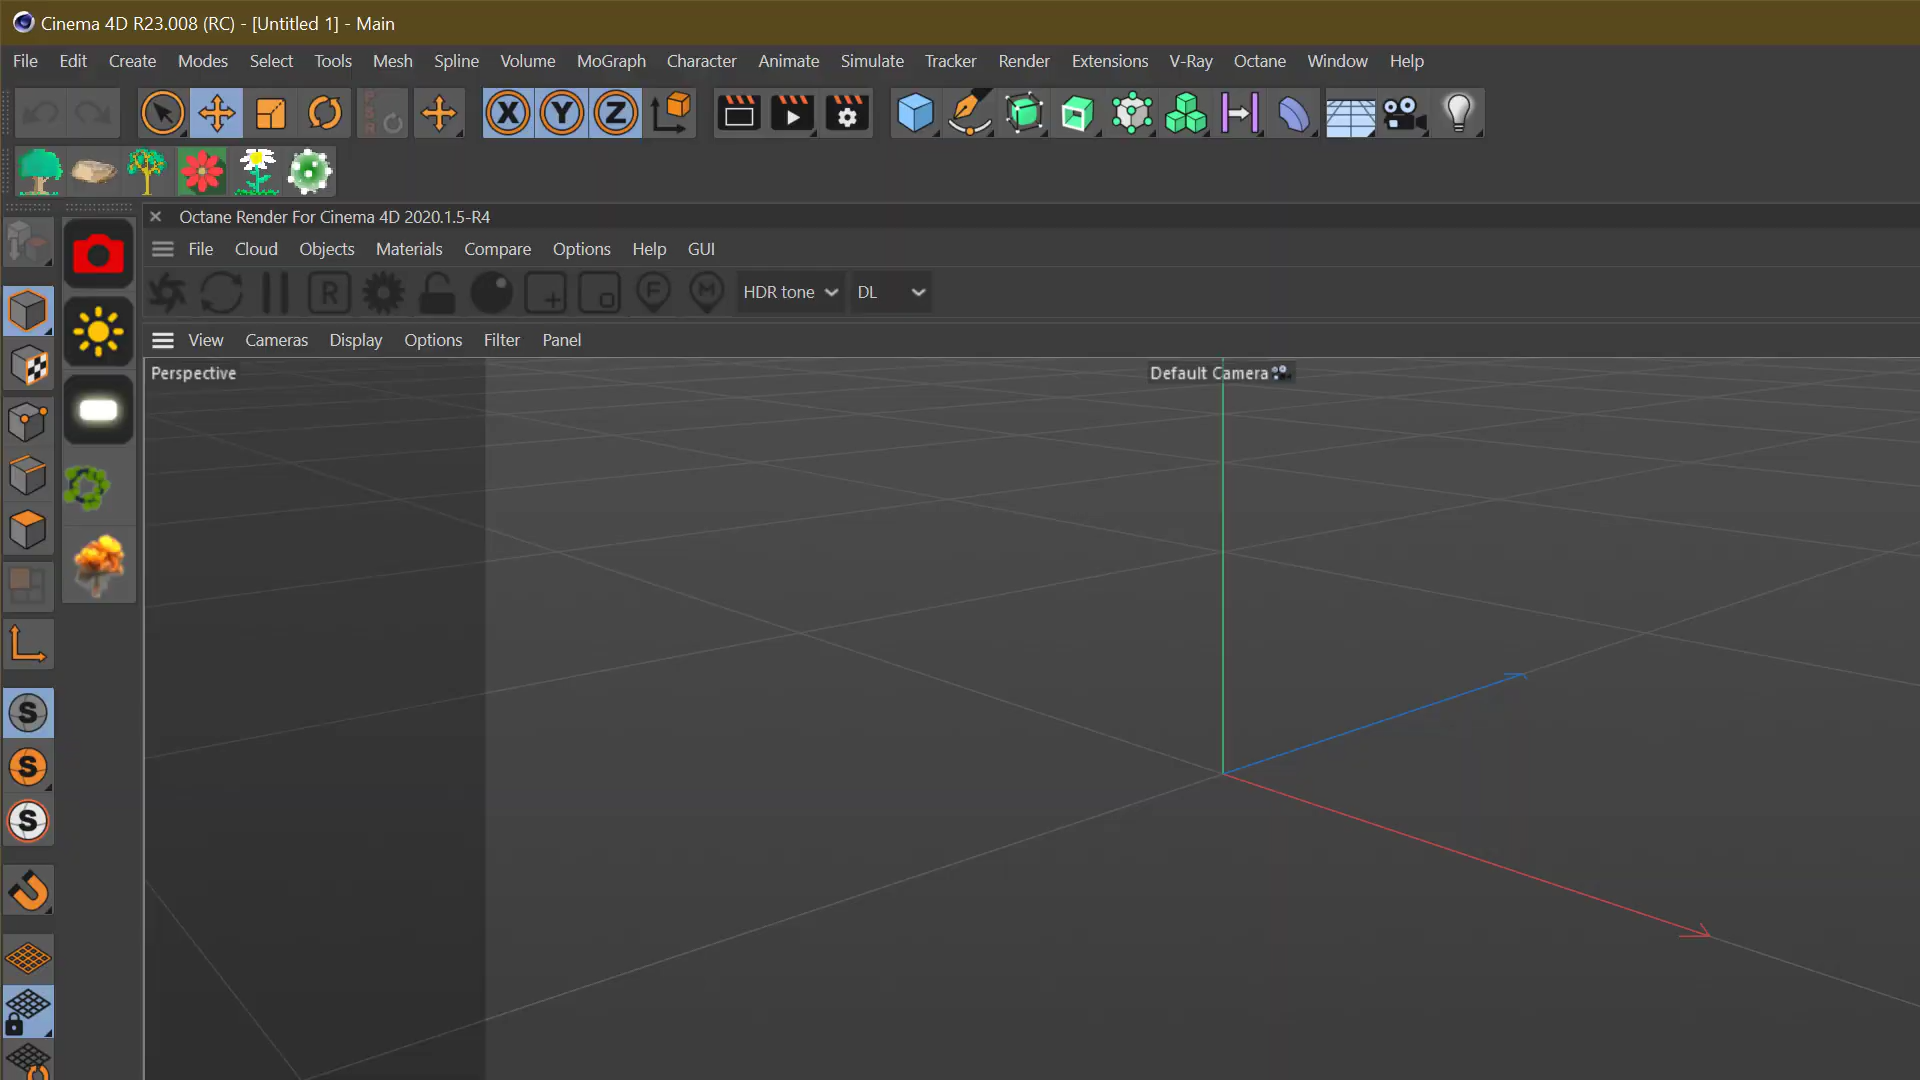 Cinema 4D R23.008 (RC) - [Untitled 1] - Main
File Edit Create Modes Select Tools Mesh Spline Volume MoGraph Character Animate Simulate Tracker Render Extensions V-Ray Octane Window Help
P
S
R
X Y Z
Octane Render For Cinema 4D 2020.1.5-R4
File Cloud Objects Materials Compare Options Help GUI
R F M HDR tone DL
View Cameras Display Options Filter Panel
Perspective
Default Camera
S
S
S